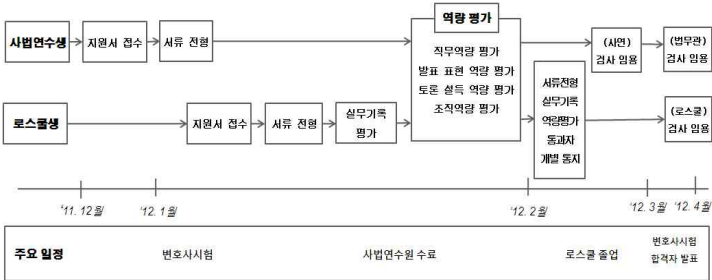 역량 평가
사법연수생
지원서 접수
서류 전형
직무역량 평가
발표 표현 역량 평가
토론 설득 역량 평가
조직역량 평가
(사연)
검사 임용
(법무관)
검사 임용
로스쿨생
지원서 접수
서류 전형
실무기록
평가
서류전형
실무기록
역량평가
통과자
개별 통지
(로스쿨)
검사 임용
'11. 12월
'12. 1월
'12. 2월
'12. 3월
'12. 4월
주요 일정
변호사시험
사법연수원 수료
로스쿨 졸업
변호사시험
합격자 발표